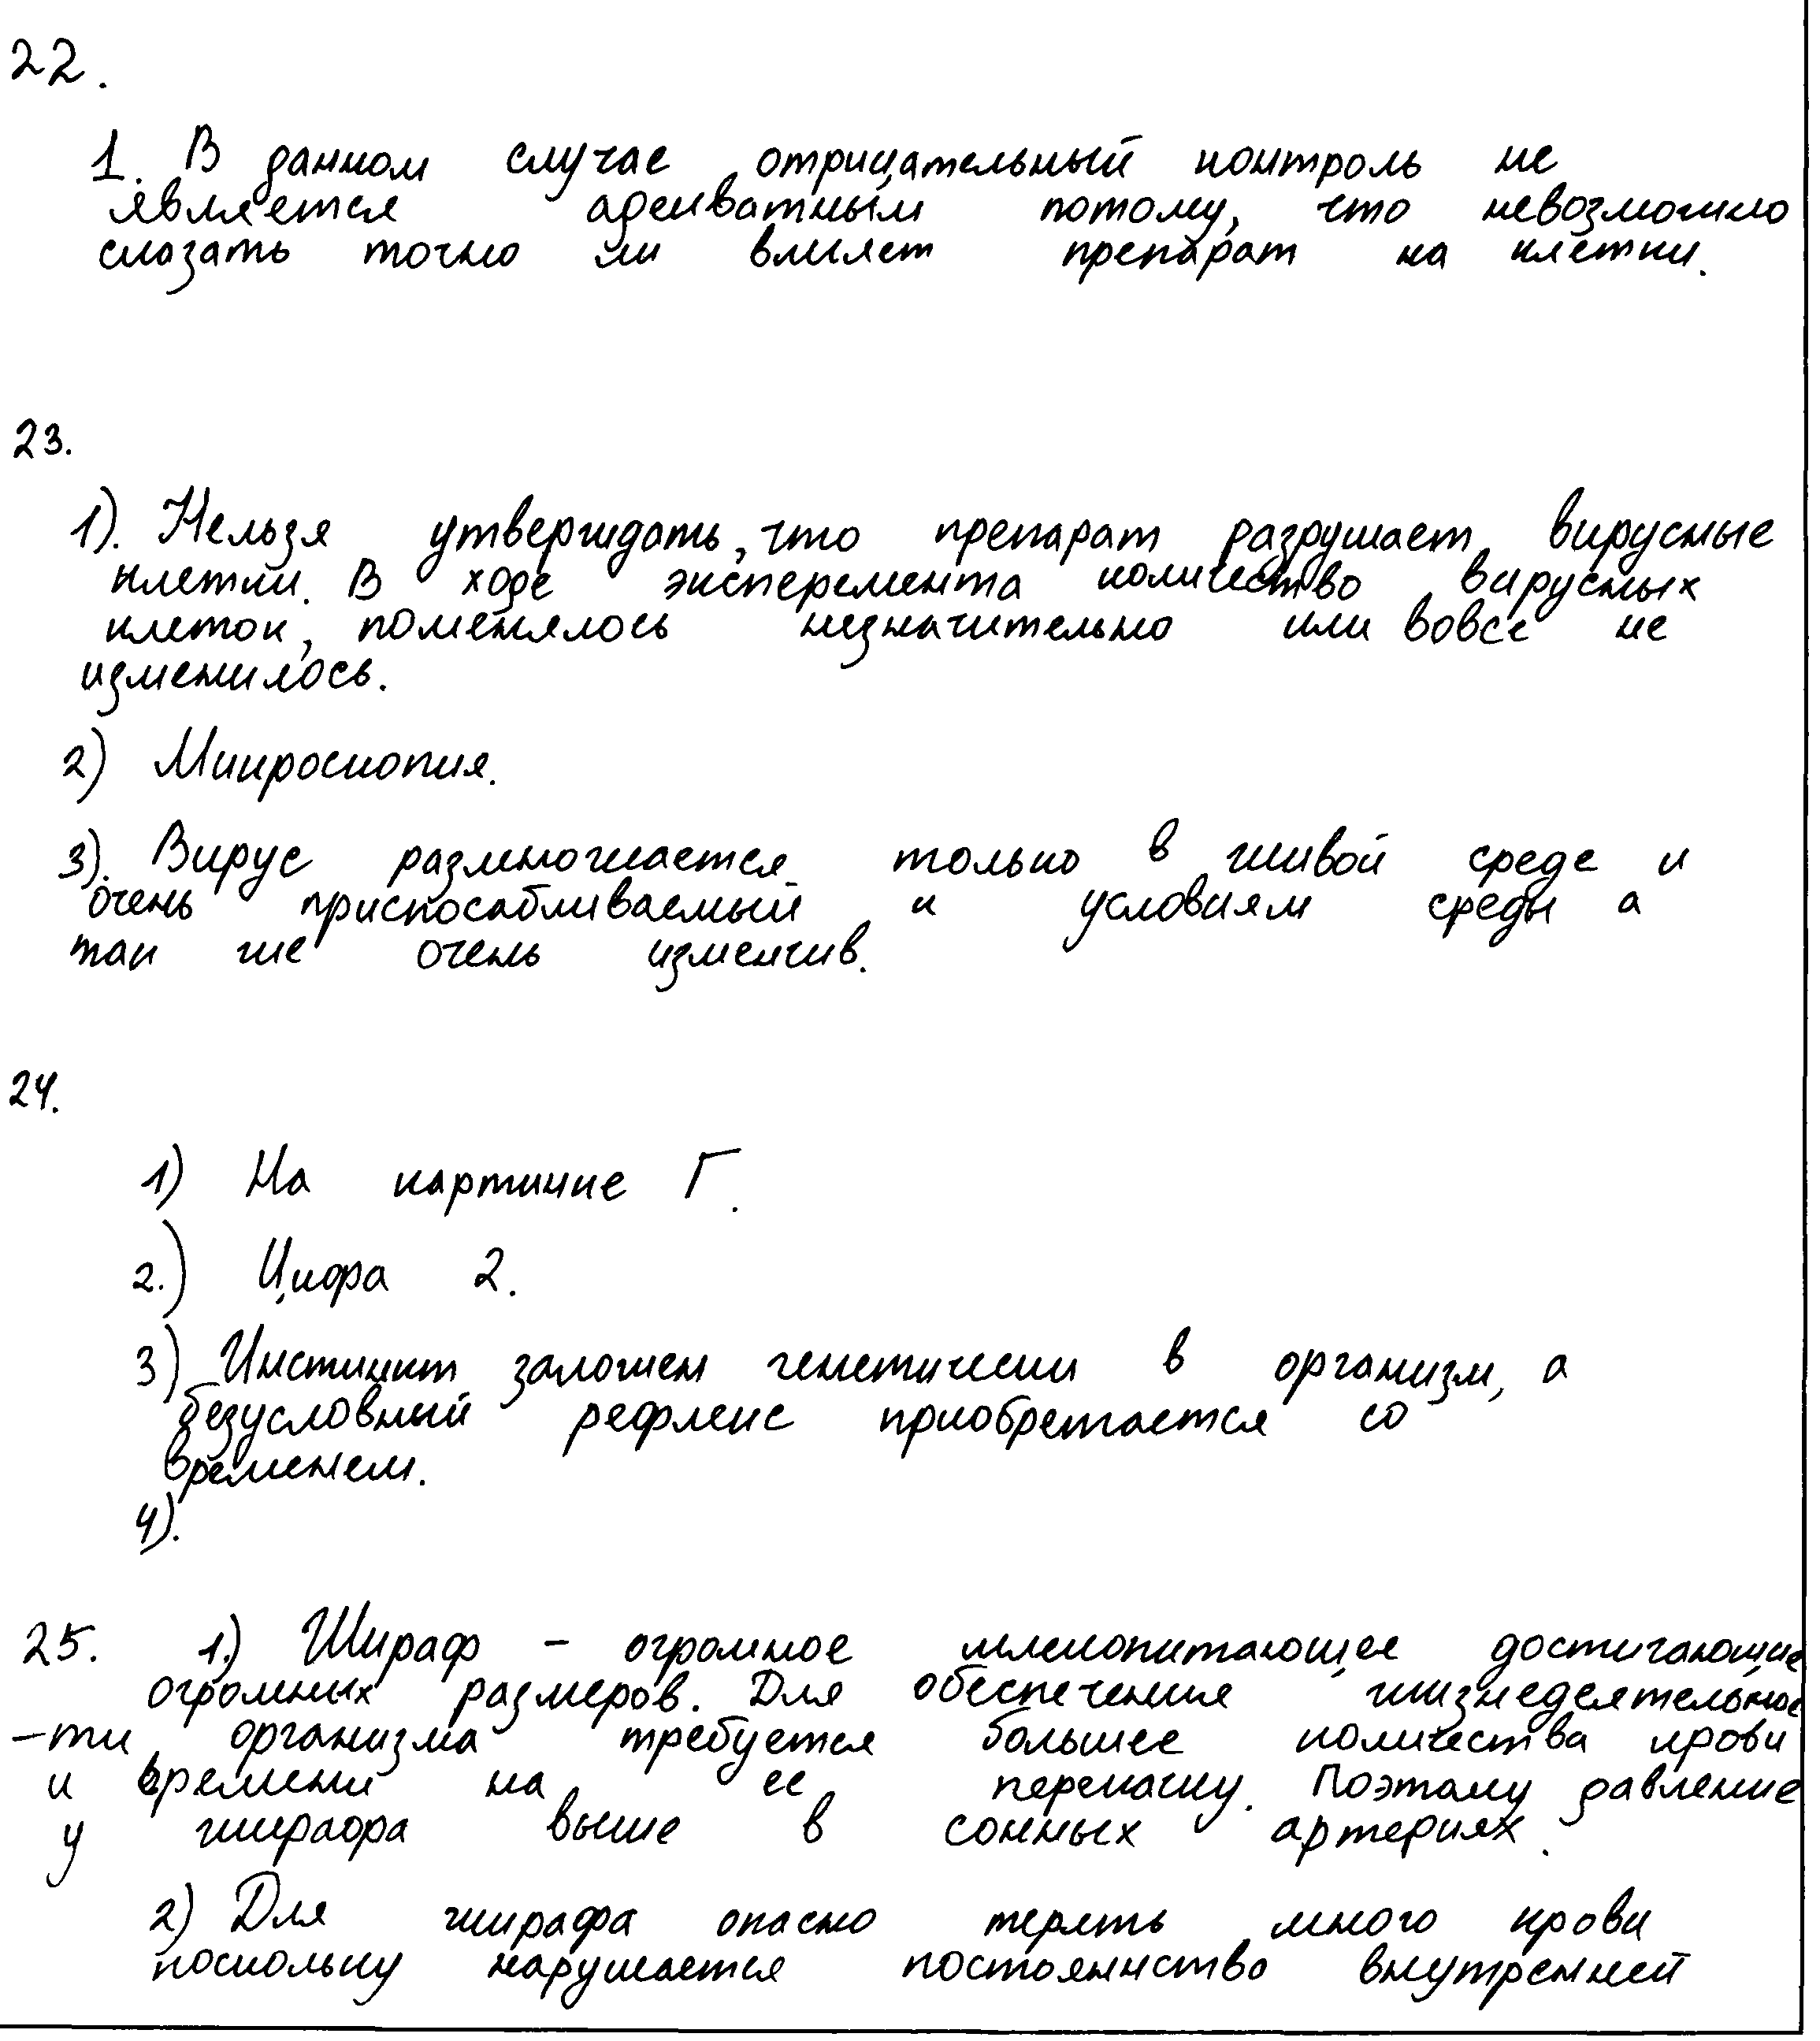 22.
1. В данном случае отрицательный контроль не
является адекватным потому, что невозможно
сказать точно ли влияет препарат на клетки.
23.
1). Нельзя утверждать, что препарат разрушает вирусные
клетки. В ходе эксперемента количество вирусных
клеток, поменялось незначительно или вовсе не
изменилось.
2) Микроскопия.
3). Вирус размножается только в живой среде и
очень приспосабливаемый к условиям среды а
так же очень изменчив.
24.
1) На картинке Г.
2.) Цифра 2.
3) Инстинкт заложен генетически в организм, а
безусловный рефлекс приобретается со
временем.
4).
25. 1.) Жираф - огромное млекопитающее достигающие
огромных размеров. Для обеспечения жизнедеятельнос
-ти организма требуется большее количества крови
и времени на ее перекачку. Поэтому давление
у жирафа выше в сонных артериях.
2) Для жирафа опасно терять много крови
поскольку нарушается постоянство внутренней